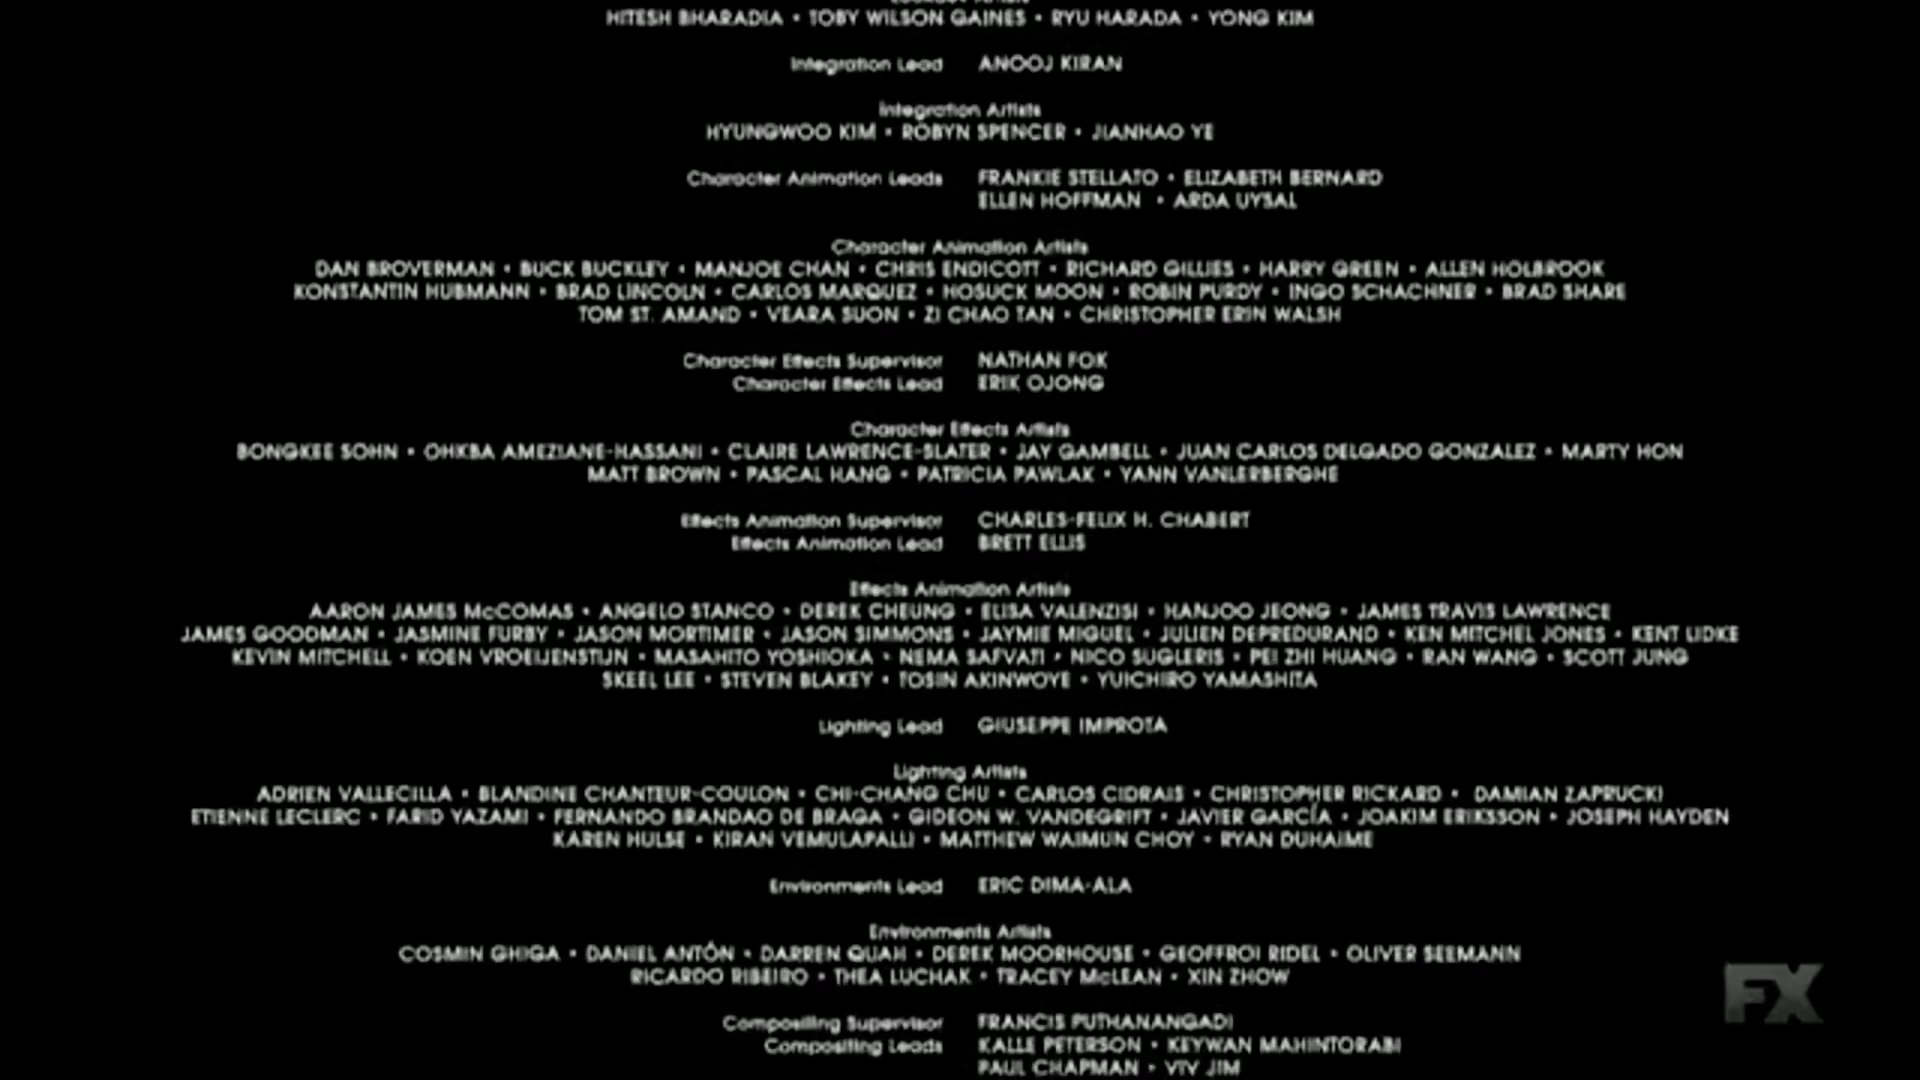 HITESH BHARADIA • TOBY WILSON GAINES • RYU HARADA • YONG KIM
Integration Lead ANOOJ KIRAN
Integration Artists
HYUNGWOO KIM • ROBYN SPENCER • JIANHAO YE
Character Animation Leads FRANKIE STELLATO • ELIZABETH BERNARD
ELLEN HOFFMAN • ARDA UYSAL
Character Animation Artists
DAN BROVERMAN • BUCK BUCKLEY • MANJOE CHAN • CHRIS ENDICOTT • RICHARD GILLIES • HARRY GREEN • ALLEN HOLBROOK
KONSTANTIN HUBMANN • BRAD LINCOLN • CARLOS MARQUEZ • HOSUCK MOON • ROBIN PURDY • INGO SCHACHNER • BRAD SHARE
TOM ST. AMAND • VEARA SUON • ZI CHAO TAN • CHRISTOPHER ERIN WALSH
Character Effects Supervisor NATHAN FOK
Character Effects Lead ERIK OJONG
Character Effects Artists
BONGKEE SOHN • OHKBA AMEZIANE-HASSANI • CLAIRE LAWRENCE-SLATER • JAY GAMBELL • JUAN CARLOS DELGADO GONZALEZ • MARTY HON
MATT BROWN • PASCAL HANG • PATRICIA PAWLAK • YANN VANLERBERGHE
Effects Animation Supervisor CHARLES-FELIX H. CHABERT
Effects Animation Lead BRETT ELLIS
Effects Animation Artists
AARON JAMES McCOMAS • ANGELO STANCO • DEREK CHEUNG • ELISA VALENZISI • HANJOO JEONG • JAMES TRAVIS LAWRENCE
JAMES GOODMAN • JASMINE FURBY • JASON MORTIMER • JASON SIMMONS • JAYMIE MIGUEL • JULIEN DEPREDURAND • KEN MITCHEL JONES • KENT LIDKE
KEVIN MITCHELL • KOEN VROEIJENSTIJN • MASAHITO YOSHIOKA • NEMA SAFVATI • NICO SUGLERIS • PEI ZHI HUANG • RAN WANG • SCOTT JUNG
SKEEL LEE • STEVEN BLAKEY • TOSIN AKINWOYE • YUICHIRO YAMASHITA
Lighting Lead GIUSEPPE IMPROTA
Lighting Artists
ADRIEN VALLECILLA • BLANDINE CHANTEUR-COULON • CHI-CHANG CHU • CARLOS CIDRAIS • CHRISTOPHER RICKARD • DAMIAN ZAPRUCKI
ETIENNE LECLERC • FARID YAZAMI • FERNANDO BRANDAO DE BRAGA • GIDEON W. VANDEGRIFT • JAVIER GARCÍA • JOAKIM ERIKSSON • JOSEPH HAYDEN
KAREN HULSE • KIRAN VEMULAPALLI • MATTHEW WAIMUN CHOY • RYAN DUHAIME
Environments Lead ERIC DIMA-ALA
Environments Artists
COSMIN GHIGA • DANIEL ANTÓN • DARREN QUAH • DEREK MOORHOUSE • GEOFFROI RIDEL • OLIVER SEEMANN
RICARDO RIBEIRO • THEA LUCHAK • TRACEY McLEAN • XIN ZHOW
FX
Compositing Supervisor FRANCIS PUTHANANGADI
Compositing Leads KALLE PETERSON • KEYWAN MAHINTORABI
PAUL CHAPMAN • VIV JIM